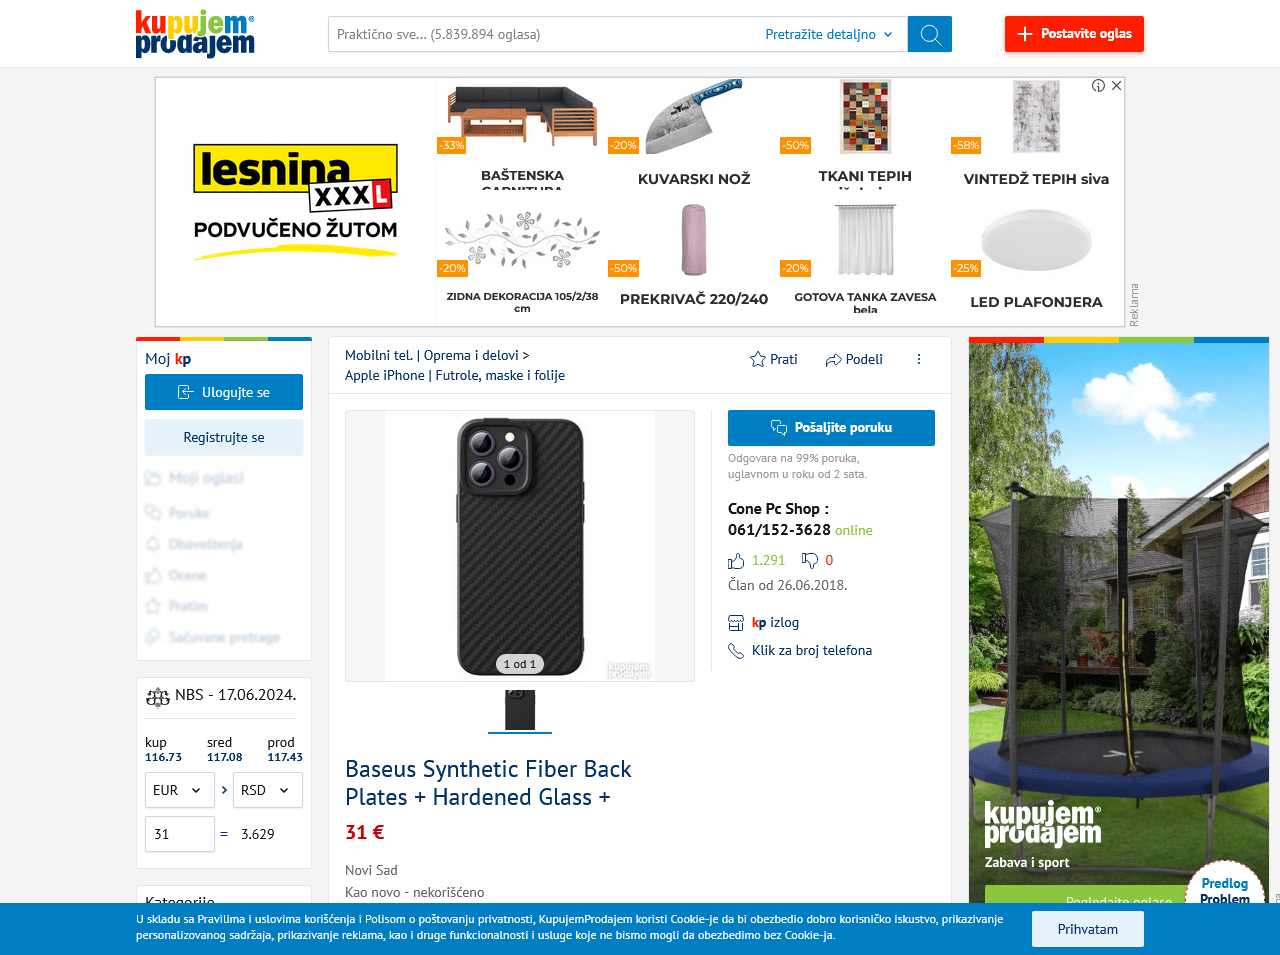 kupujem®
prodajem
Praktično sve... (5.839.894 oglasa)
Pretražite detaljno
Postavite oglas
lesnina
XXXL
PODVUČENO ŽUTOM
-33%
BAŠTENSKA
GARNITURA
-20%
KUVARSKI NOŽ
-50%
TKANI TEPIH
-58%
VINTEDŽ TEPIH siva
-20%
ZIDNA DEKORACIJA 105/2/38
cm
-50%
PREKRIVAČ 220/240
-20%
GOTOVA TANKA ZAVESA
bela
-25%
LED PLAFONJERA
Reklama
Moj kp
Ulogujte se
Registrujte se
Moji oglasi
Poruke
Obaveštenja
Ocene
Pratim
Sačuvane pretrage
NBS - 17.06.2024.
kup sred prod
116.73 117.08 117.43
EUR > RSD
31 = 3.629
Kategorije
Mobilni tel. | Oprema i delovi >
Apple iPhone | Futrole, maske i folije
Prati
Podeli
1 od 1
kupujem
prodajem
Baseus Synthetic Fiber Back
Plates + Hardened Glass +
31 €
Novi Sad
Kao novo - nekorišćeno
Pošaljite poruku
Odgovara na 99% poruka,
uglavnom u roku od 2 sata.
Cone Pc Shop :
061/152-3628 online
1.291 0
Član od 26.06.2018.
kp izlog
Klik za broj telefona
kupujem®
prodajem
Zabava i sport
Pogledajte oglase
Predlog
Problem
U skladu sa Pravilima i uslovima korišćenja i Polisom o poštovanju privatnosti, KupujemProdajem koristi Cookie-je da bi obezbedio dobro korisničko iskustvo, prikazivanje
personalizovanog sadržaja, prikazivanje reklama, kao i druge funkcionalnosti i usluge koje ne bismo mogli da obezbedimo bez Cookie-ja.
Prihvatam